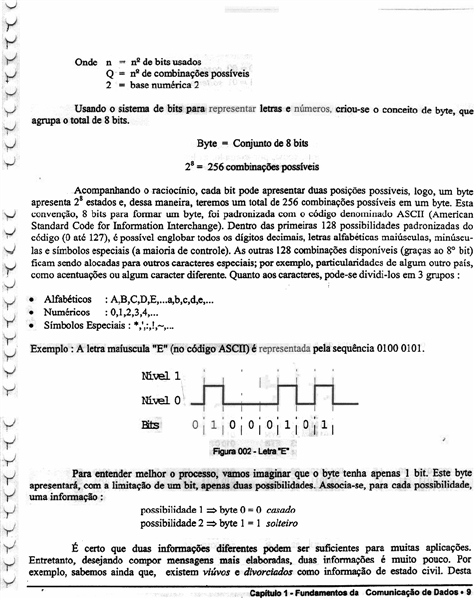 Onde n = nº de bits usados
Q = nº de combinações possíveis
2 = base numérica 2
Usando o sistema de bits para representar letras e números, criou-se o conceito de byte, que
agrupa o total de 8 bits.
Byte = Conjunto de 8 bits
2⁸ = 256 combinações possíveis
Acompanhando o raciocínio, cada bit pode apresentar duas posições possíveis, logo, um byte
apresenta 2⁸ estados e, dessa maneira, teremos um total de 256 combinações possíveis em um byte. Esta
convenção, 8 bits para formar um byte, foi padronizada com o código denominado ASCII (American
Standard Code for Information Interchange). Dentro das primeiras 128 possibilidades padronizadas do
código (0 até 127), é possível englobar todos os dígitos decimais, letras alfabéticas maiúsculas, minúscu-
las e símbolos especiais (a maioria de controle). As outras 128 combinações disponíveis (graças ao 8º bit)
ficam sendo alocadas para outros caracteres especiais; por exemplo, particularidades de algum outro país,
como acentuações ou algum caracter diferente. Quanto aos caracteres, pode-se dividi-los em 3 grupos :
• Alfabéticos : A,B,C,D,E,...a,b,c,d,e,...
• Numéricos : 0,1,2,3,4,...
• Símbolos Especiais : *,',:,!,~,...
Exemplo : A letra maíuscula "E" (no código ASCII) é representada pela sequência 0100 0101.
Nível 1
Nível 0
Bits 0 1 0 0 0 1 0 1
Figura 002 - Letra "E"
Para entender melhor o processo, vamos imaginar que o byte tenha apenas 1 bit. Este byte
apresentará, com a limitação de um bit, apenas duas possibilidades. Associa-se, para cada possibilidade,
uma informação :
possibilidade 1 ⇒ byte 0 = 0 casado
possibilidade 2 ⇒ byte 1 = 1 solteiro
É certo que duas informações diferentes podem ser suficientes para muitas aplicações.
Entretanto, desejando compor mensagens mais elaboradas, duas informações é muito pouco. Por
exemplo, sabemos ainda que, existem viúvos e divorciados como informação de estado civil. Desta
Capítulo 1 - Fundamentos da Comunicação de Dados • 9